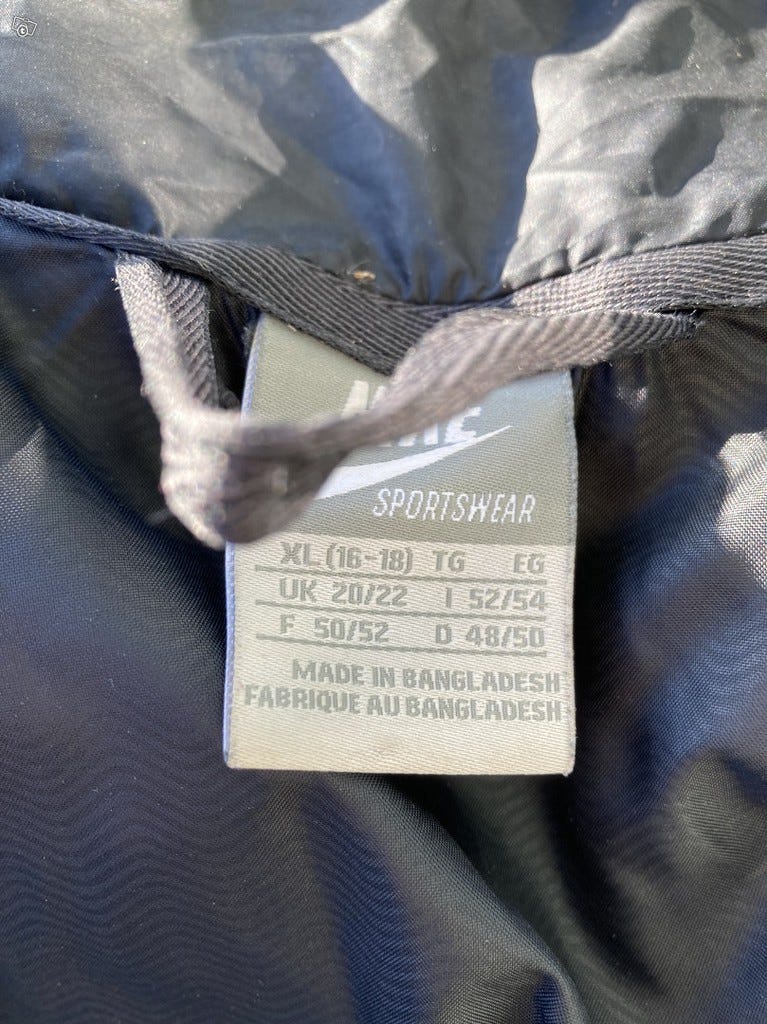 NIKE
SPORTSWEAR
XL (16-18) TG EG
UK 20/22 I 52/54
F 50/52 D 48/50
MADE IN BANGLADESH
FABRIQUE AU BANGLADESH